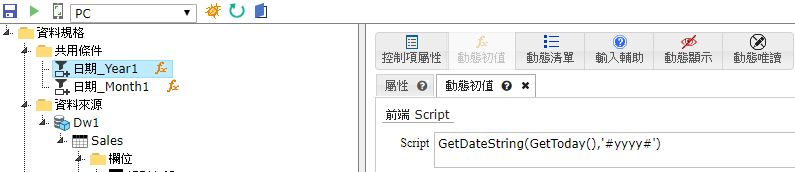 PC
資料規格
共用條件
日期_Year1 fx
日期_Month1 fx
資料來源
Dw1
Sales
欄位
控制項屬性 動態初值 動態清單 輸入輔助 動態顯示 動態唯讀
屬性 動態初值
前端 Script
Script GetDateString(GetToday(),'#yyyy#')